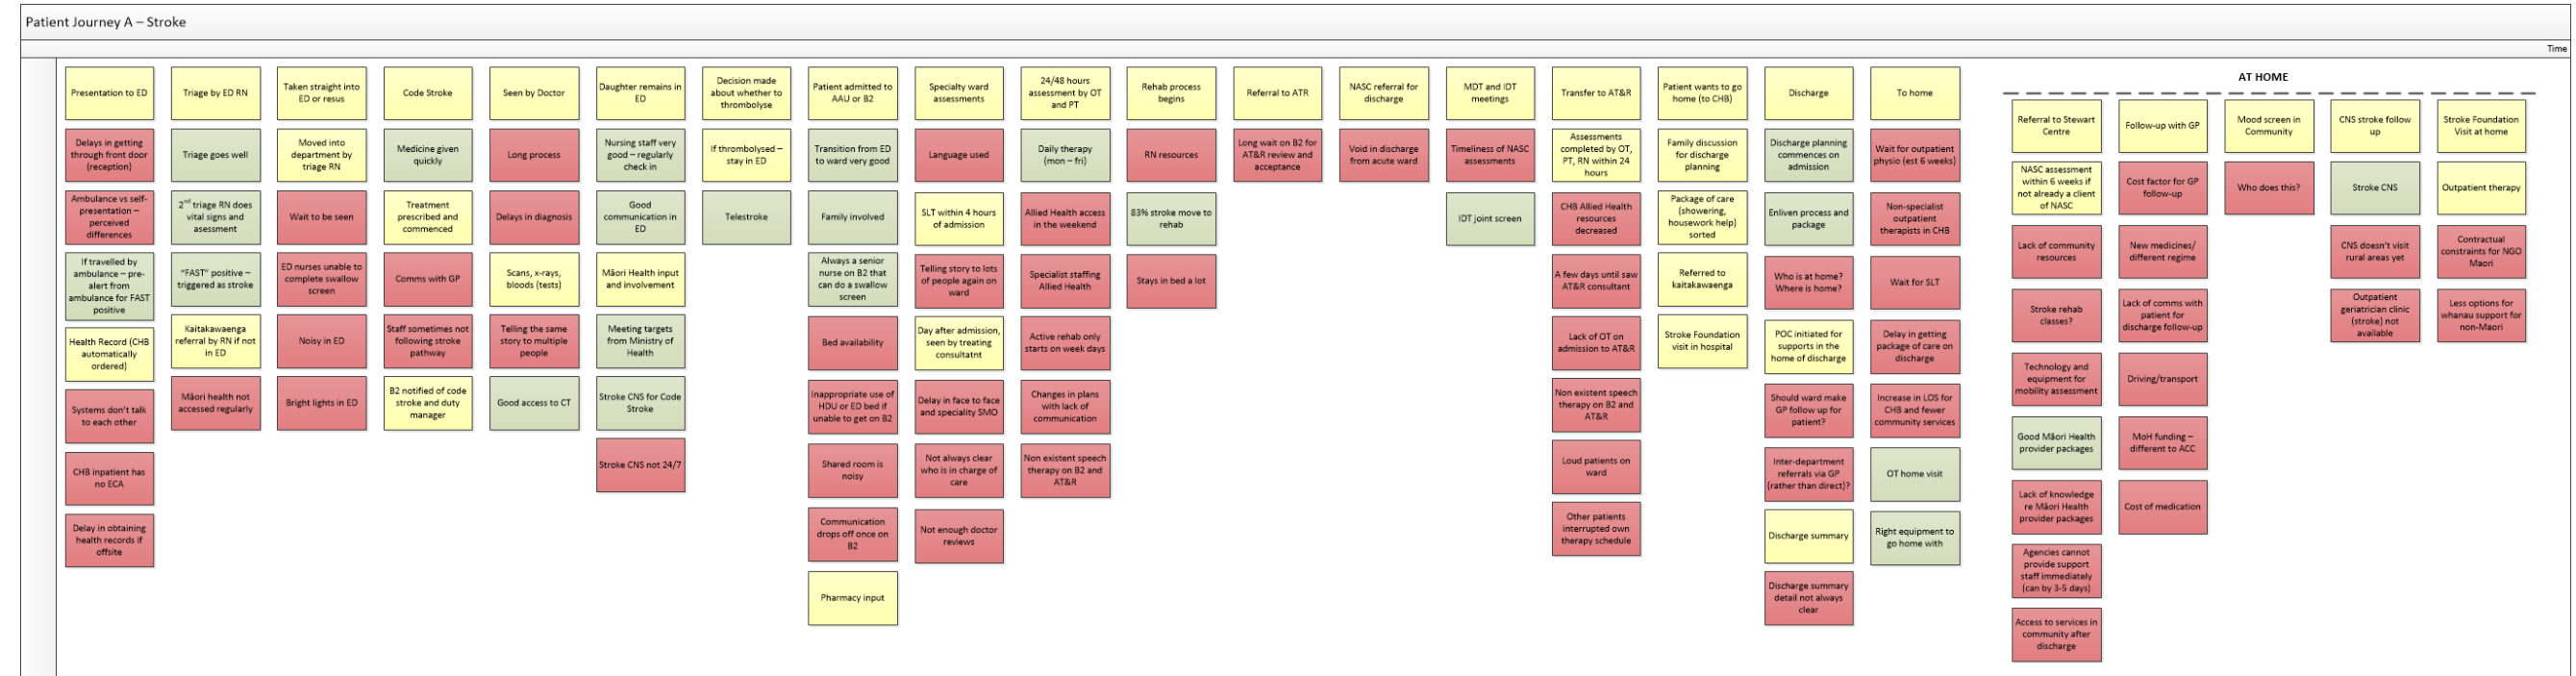 Patient Journey A – Stroke
Time
Presentation to ED
Delays in getting
through front door
(reception)
Ambulance vs self-
presentation –
perceived
differences
If travelled by
ambulance – pre-
alert from
ambulance for FAST
positive
Health Record (CHB
automatically
ordered)
Systems don't talk
to each other
CHB inpatient has
no ECA
Delay in obtaining
health records if
offsite
Triage by ED RN
Triage goes well
2nd triage RN does
vital signs and
asessment
"FAST" positive –
triggered as stroke
Kaitakawaenga
referral by RN if not
in ED
Māori health not
accessed regularly
Taken straight into
ED or resus
Moved into
department by
triage RN
Wait to be seen
ED nurses unable to
complete swallow
screen
Noisy in ED
Bright lights in ED
Code Stroke
Medicine given
quickly
Treatment
prescribed and
commenced
Comms with GP
Staff sometimes not
following stroke
pathway
B2 notified of code
stroke and duty
manager
Seen by Doctor
Long process
Delays in diagnosis
Scans, x-rays,
bloods (tests)
Telling the same
story to multiple
people
Good access to CT
Daughter remains in
ED
Nursing staff very
good – regularly
check in
Good
communication in
ED
Māori Health input
and involvement
Meeting targets
from Ministry of
Health
Stroke CNS for Code
Stroke
Stroke CNS not 24/7
Decision made
about whether to
thrombolyse
If thrombolysed –
stay in ED
Telestroke
Patient admitted to
AAU or B2
Transition from ED
to ward very good
Family involved
Always a senior
nurse on B2 that
can do a swallow
screen
Bed availability
Inappropriate use of
HDU or ED bed if
unable to get on B2
Shared room is
noisy
Communication
drops off once on
B2
Pharmacy input
Specialty ward
assessments
Language used
SLT within 4 hours
of admission
Telling story to lots
of people again on
ward
Day after admission,
seen by treating
consultatnt
Delay in face to face
and speciality SMO
Not always clear
who is in charge of
care
Not enough doctor
reviews
24/48 hours
assessment by OT
and PT
Daily therapy
(mon – fri)
Allied Health access
in the weekend
Specialist staffing
Allied Health
Active rehab only
starts on week days
Changes in plans
with lack of
communication
Non existent speech
therapy on B2 and
AT&R
Rehab process
begins
RN resources
83% stroke move to
rehab
Stays in bed a lot
Referral to ATR
Long wait on B2 for
AT&R review and
acceptance
NASC referral for
discharge
Void in discharge
from acute ward
MDT and IDT
meetings
Timeliness of NASC
assessments
IDT joint screen
Transfer to AT&R
Assessments
completed by OT,
PT, RN within 24
hours
CHB Allied Health
resources
decreased
A few days until saw
AT&R consultant
Lack of OT on
admission to AT&R
Non existent speech
therapy on B2 and
AT&R
Loud patients on
ward
Other patients
interrupted own
therapy schedule
Patient wants to go
home (to CHB)
Family discussion
for discharge
planning
Package of care
(showering,
housework help)
sorted
Referred to
kaitakawaenga
Stroke Foundation
visit in hospital
Discharge
Discharge planning
commences on
admission
Enliven process and
package
Who is at home?
Where is home?
POC initiated for
supports in the
home of discharge
Should ward make
GP follow up for
patient?
Inter-department
referrals via GP
(rather than direct)?
Discharge summary
Discharge summary
detail not always
clear
To home
Wait for outpatient
physio (est 6 weeks)
Non-specialist
outpatient
therapists in CHB
Wait for SLT
Delay in getting
package of care on
discharge
Increase in LOS for
CHB and fewer
community services
OT home visit
Right equipment to
go home with
AT HOME
Referral to Stewart
Centre
NASC assessment
within 6 weeks if
not already a client
of NASC
Lack of community
resources
Stroke rehab
classes?
Technology and
equipment for
mobility assessment
Good Māori Health
provider packages
Lack of knowledge
re Māori Health
provider packages
Agencies cannot
provide support
staff immediately
(can by 3-5 days)
Access to services in
community after
discharge
Follow-up with GP
Cost factor for GP
follow-up
New medicines/
different regime
Lack of comms with
patient for
discharge follow-up
Driving/transport
MoH funding –
different to ACC
Cost of medication
Mood screen in
Community
Who does this?
CNS stroke follow
up
Stroke CNS
CNS doesn't visit
rural areas yet
Outpatient
geriatrician clinic
(stroke) not
available
Stroke Foundation
Visit at home
Outpatient therapy
Contractual
constraints for NGO
Maori
Less options for
whanau support for
non-Maori